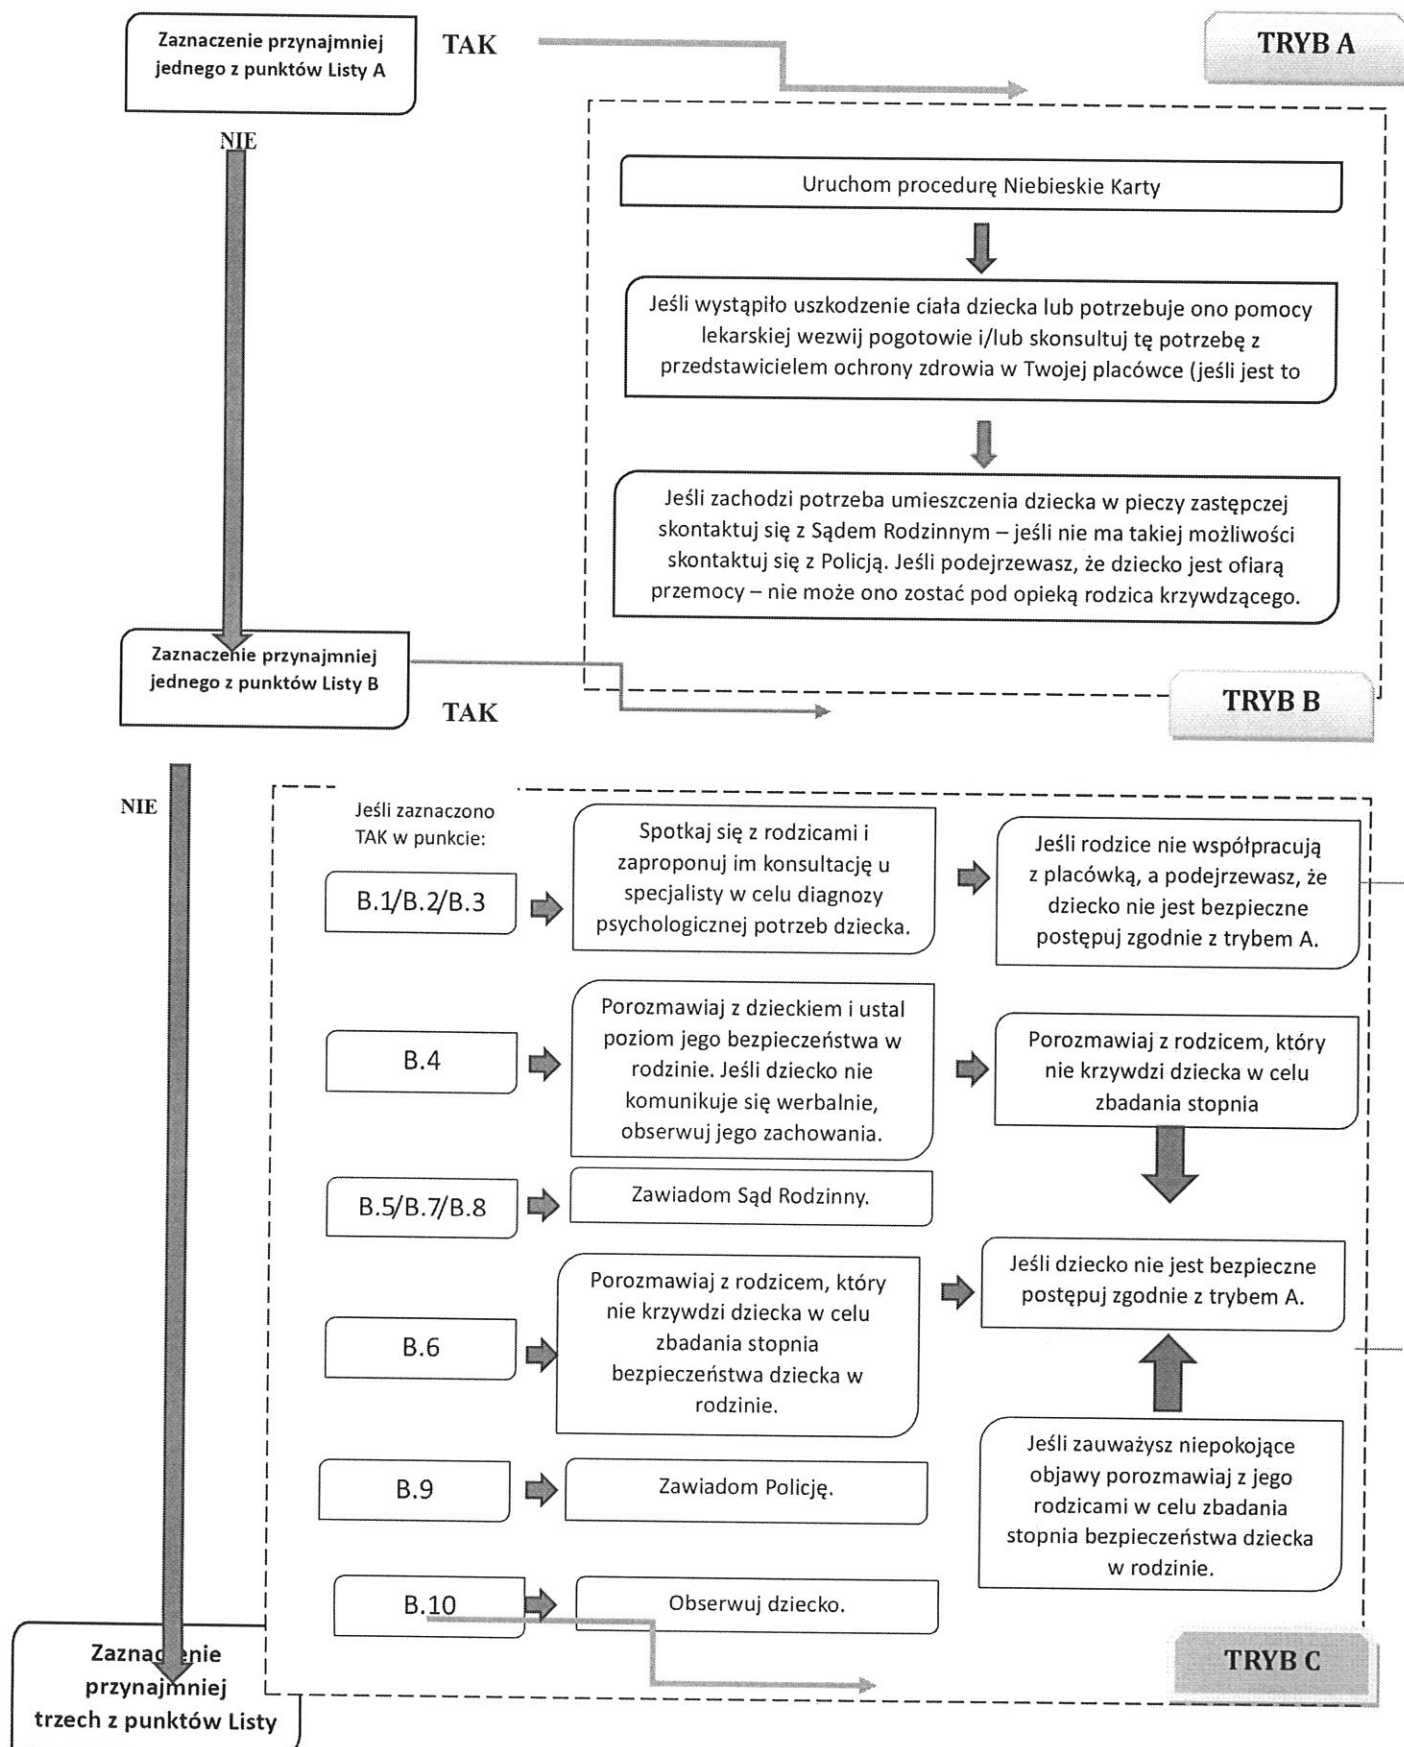 Zaznaczenie przynajmniej
jednego z punktów Listy A
TAK
TRYB A
NIE
Uruchom procedurę Niebieskie Karty
Jeśli wystąpiło uszkodzenie ciała dziecka lub potrzebuje ono pomocy
lekarskiej wezwij pogotowie i/lub skonsultuj tę potrzebę z
przedstawicielem ochrony zdrowia w Twojej placówce (jeśli jest to
Jeśli zachodzi potrzeba umieszczenia dziecka w pieczy zastępczej
skontaktuj się z Sądem Rodzinnym – jeśli nie ma takiej możliwości
skontaktuj się z Policją. Jeśli podejrzewasz, że dziecko jest ofiarą
przemocy – nie może ono zostać pod opieką rodzica krzywdzącego.
Zaznaczenie przynajmniej
jednego z punktów Listy B
TAK
TRYB B
NIE
Jeśli zaznaczono
TAK w punkcie:
B.1/B.2/B.3
Spotkaj się z rodzicami i
zaproponuj im konsultację u
specjalisty w celu diagnozy
psychologicznej potrzeb dziecka.
Jeśli rodzice nie współpracują
z placówką, a podejrzewasz, że
dziecko nie jest bezpieczne
postępuj zgodnie z trybem A.
B.4
Porozmawiaj z dzieckiem i ustal
poziom jego bezpieczeństwa w
rodzinie. Jeśli dziecko nie
komunikuje się werbalnie,
obserwuj jego zachowania.
Porozmawiaj z rodzicem, który
nie krzywdzi dziecka w celu
zbadania stopnia
B.5/B.7/B.8
Zawiadom Sąd Rodzinny.
Jeśli dziecko nie jest bezpieczne
postępuj zgodnie z trybem A.
B.6
Porozmawiaj z rodzicem, który
nie krzywdzi dziecka w celu
zbadania stopnia
bezpieczeństwa dziecka w
rodzinie.
B.9
Zawiadom Policję.
Jeśli zauważysz niepokojące
objawy porozmawiaj z jego
rodzicami w celu zbadania
stopnia bezpieczeństwa dziecka
w rodzinie.
B.10
Obserwuj dziecko.
TRYB C
Zaznaczenie
przynajmniej
trzech z punktów Listy